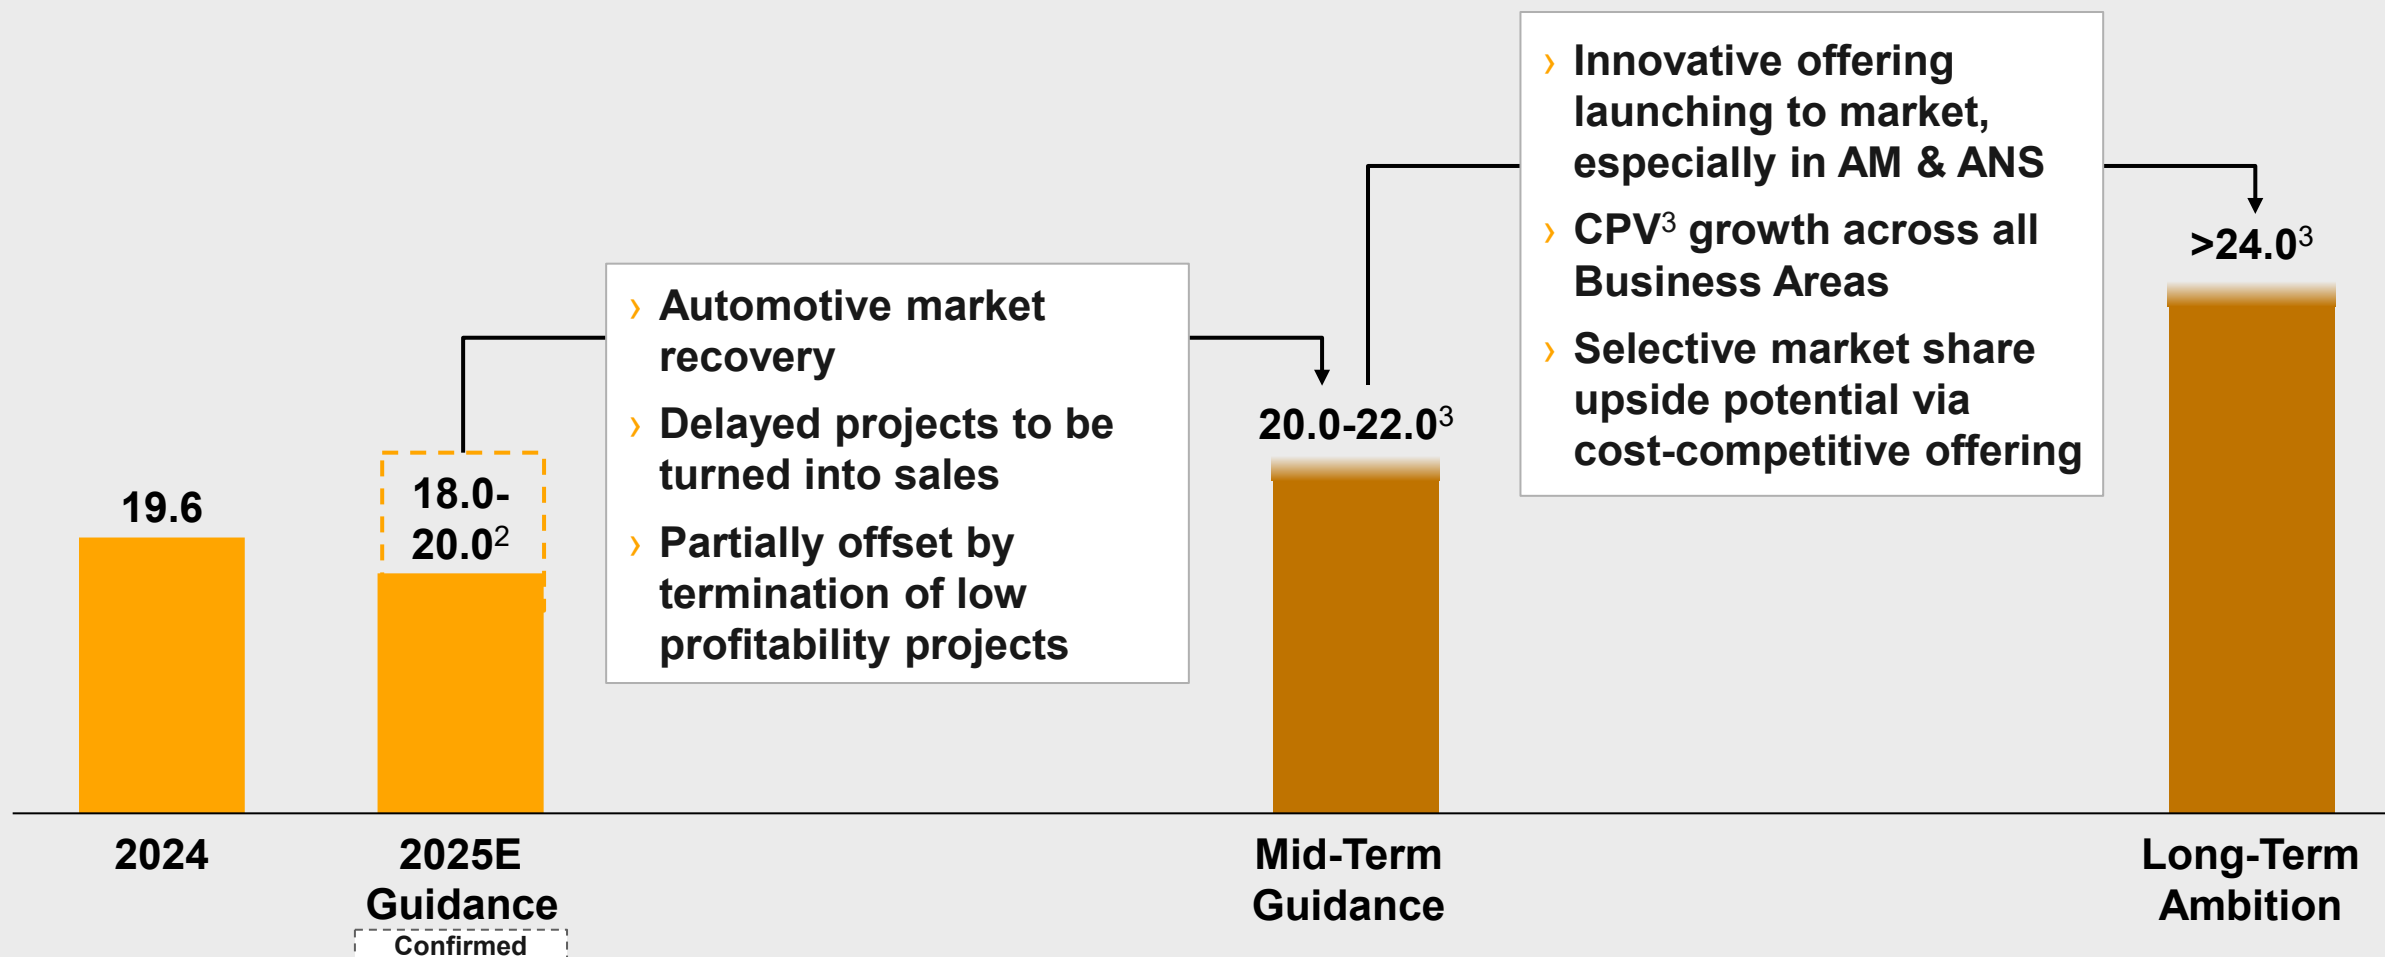 19.6
2024
18.0-
20.0²
2025E
Guidance
Confirmed
› Automotive market
recovery
› Delayed projects to be
turned into sales
› Partially offset by
termination of low
profitability projects
20.0-22.0³
Mid-Term
Guidance
› Innovative offering
launching to market,
especially in AM & ANS
› CPV³ growth across all
Business Areas
› Selective market share
upside potential via
cost-competitive offering
>24.0³
Long-Term
Ambition